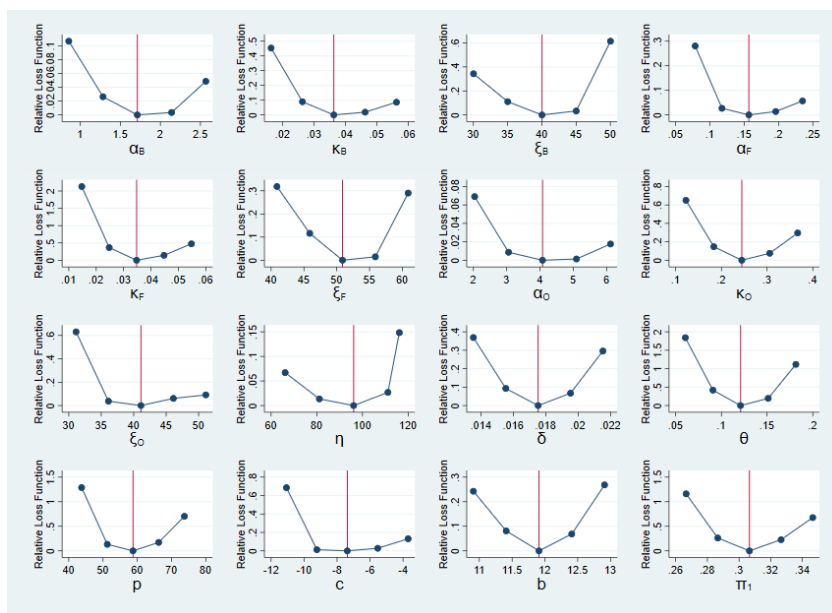 Relative Loss Function
0 .02 .04 .06 .08 .1
1 1.5 2 2.5
α_B
Relative Loss Function
0 .1 .2 .3 .4 .5
.02 .03 .04 .05 .06
κ_B
Relative Loss Function
0 .2 .4 .6
30 35 40 45 50
ξ_B
Relative Loss Function
0 .1 .2 .3
.05 .1 .15 .2 .25
α_F
Relative Loss Function
0 .5 1 1.5 2
.01 .02 .03 .04 .05 .06
κ_F
Relative Loss Function
0 .1 .2 .3
40 45 50 55 60
ξ_F
Relative Loss Function
0 .02 .04 .06 .08
2 3 4 5 6
α_O
Relative Loss Function
0 .2 .4 .6 .8
.1 .2 .3 .4
κ_O
Relative Loss Function
0 .2 .4 .6
30 35 40 45 50
ξ_O
Relative Loss Function
0 .05 .1 .15
60 80 100 120
η
Relative Loss Function
0 .1 .2 .3 .4
.014 .016 .018 .02 .022
δ
Relative Loss Function
0 .5 1 1.5 2
.05 .1 .15 .2
θ
Relative Loss Function
0 .5 1 1.5
40 50 60 70 80
p
Relative Loss Function
0 .2 .4 .6 .8
-12 -10 -8 -6 -4
c
Relative Loss Function
0 .1 .2 .3
11 11.5 12 12.5 13
b
Relative Loss Function
0 .5 1 1.5
.26 .28 .3 .32 .34
π₁